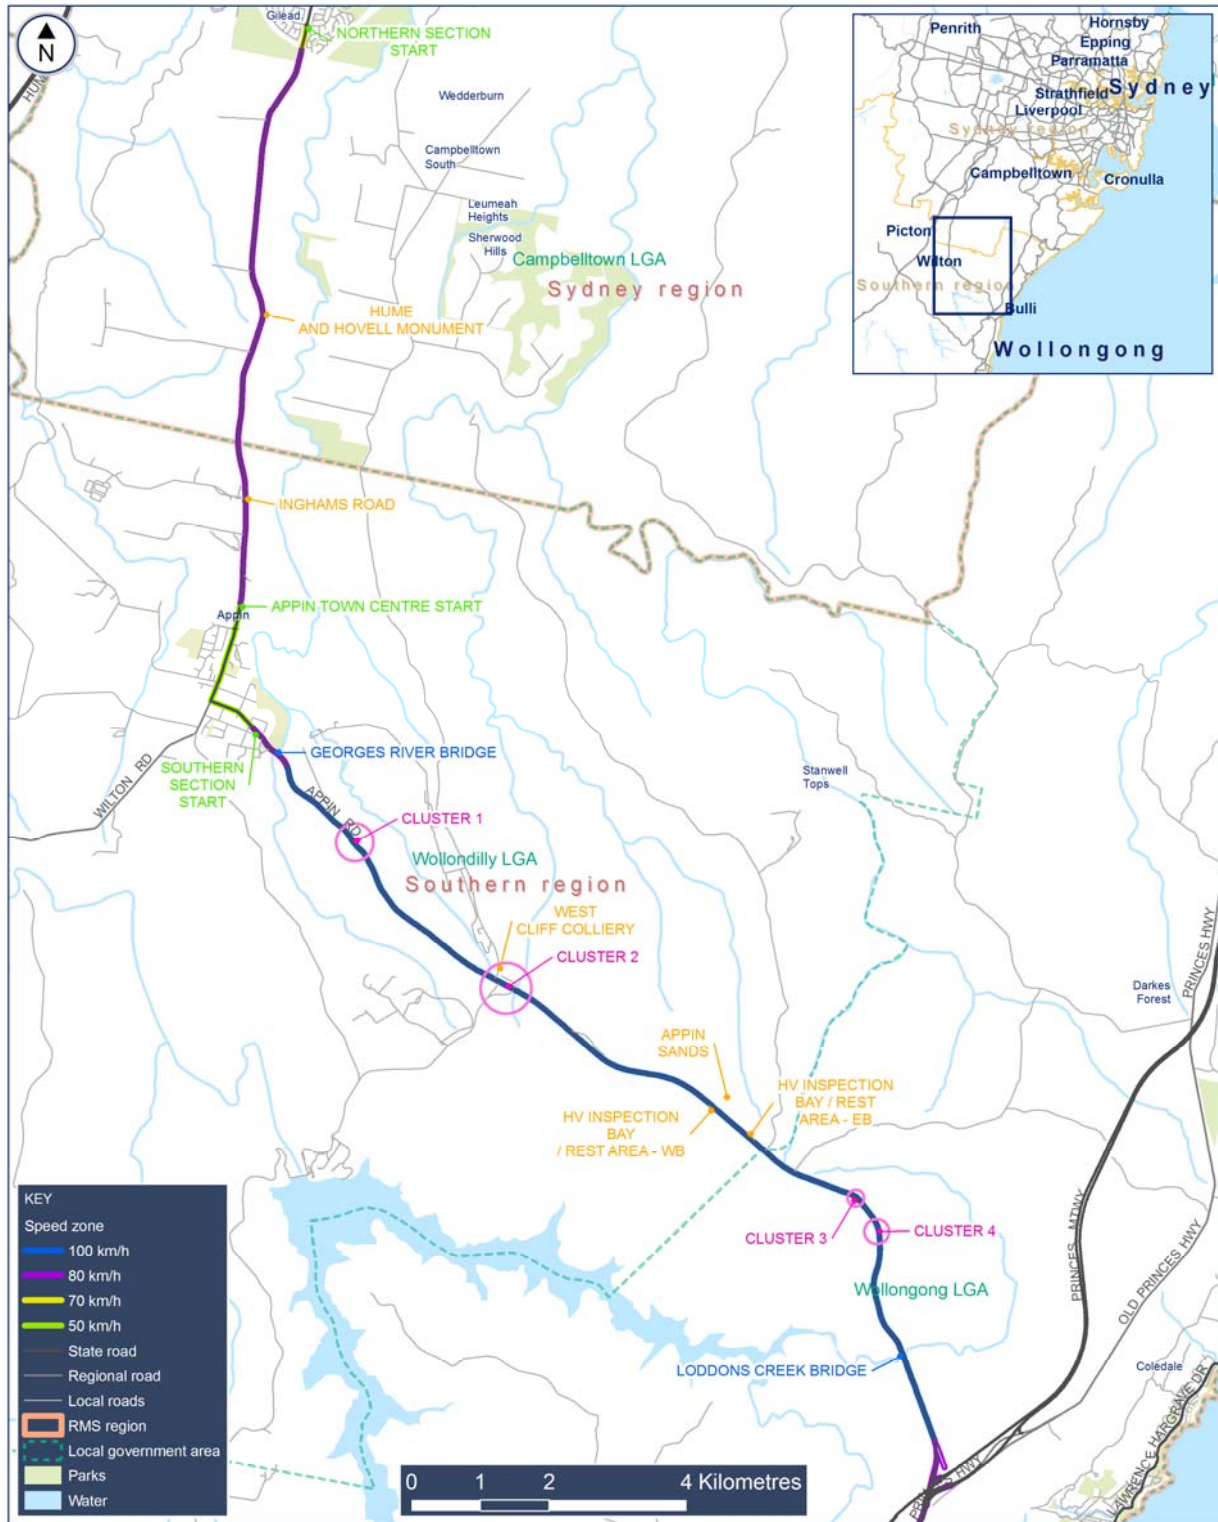 N
Gilead
NORTHERN SECTION
START
HUM
Wedderburn
Campbelltown
South
Leumeah
Heights
Sherwood
Hills
Campbelltown LGA
Sydney region
HUME
AND HOVELL MONUMENT
INGHAMS ROAD
Appin
APPIN TOWN CENTRE START
GEORGES RIVER BRIDGE
SOUTHERN
SECTION
START
WILTON RD
APPIN RD
CLUSTER 1
Wollondilly LGA
Southern region
WEST
CLIFF COLLIERY
CLUSTER 2
Stanwell
Tops
APPIN
SANDS
HV INSPECTION
BAY / REST
AREA - EB
HV INSPECTION
BAY
/ REST AREA - WB
CLUSTER 3
CLUSTER 4
Wollongong LGA
LODDONS CREEK BRIDGE
Darkes
Forest
PRINCES HWY
PRINCES MTWY
OLD PRINCES HWY
Coledale
LAWRENCE HARGRAVE DR
PRINCES HWY
Penrith
Hornsby
Epping
Parramatta
Strathfield
Sydney
Liverpool
Sydney region
Campbelltown
Cronulla
Picton
Wilton
Southern region
Bulli
Wollongong
KEY
Speed zone
100 km/h
80 km/h
70 km/h
50 km/h
State road
Regional road
Local roads
RMS region
Local government area
Parks
Water
0 1 2 4 Kilometres